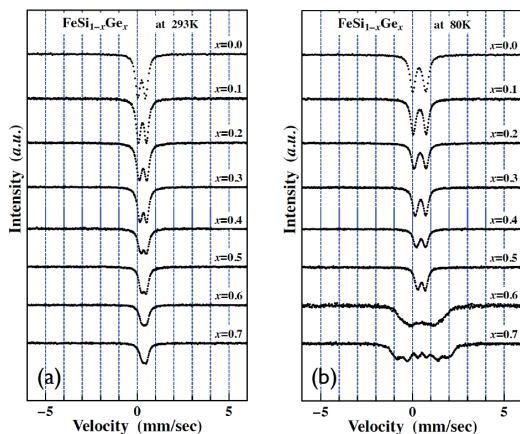 FeSi1−xGex at 293K
x=0.0
x=0.1
x=0.2
x=0.3
x=0.4
x=0.5
x=0.6
x=0.7
(a)
Intensity (a.u.)
−5 0 5
Velocity (mm/sec)
FeSi1−xGex at 80K
x=0.0
x=0.1
x=0.2
x=0.3
x=0.4
x=0.5
x=0.6
x=0.7
(b)
Intensity (a.u.)
−5 0 5
Velocity (mm/sec)